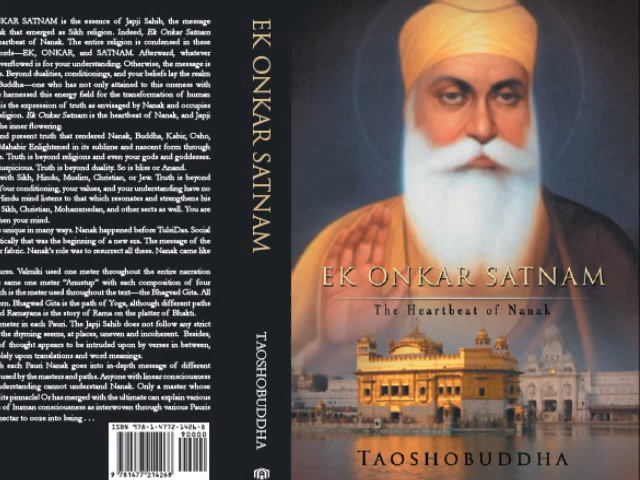 KAR SATNAM is the essence of Japji Sahib, the message
k that emerged as Sikh religion. Indeed, Ek Onkar Satnam
eartbeat of Nanak. The entire religion is condensed in these
ords—EK, ONKAR, and SATNAM. Afterward, whatever
verflowed is for your understanding. Otherwise, the message is
s. Beyond dualities, conditionings, and your beliefs lay the realm
Buddha—one who has not only attained to this oneness with
harnessed this energy field for the transformation of human
is the expression of truth as envisaged by Nanak and occupies
eligion. Ek Onkar Satnam is the heartbeat of Nanak, and Japji
he inner flowering.
nd present truth that rendered Nanak, Buddha, Kabir, Osho,
Mahabir Enlightened in its sublime and nascent form through
s. Truth is beyond religions and even your gods and goddesses.
uspicious. Truth is beyond duality. So is bliss or Anand.
with Sikh, Hindu, Muslim, Christian, or Jew. Truth is beyond
four conditioning, your values, and your understanding have no
Hindu mind listens to that which resonates and strengthens his
Sikh, Christian, Mohammedan, and other sects as well. You are
hen your mind.
s unique in many ways. Nanak happened before TulsiDas. Social
tically that was the beginning of a new era. The message of the
r fabric. Nanak's role was to resurrect all these. Nanak came like
ures. Valmiki used one meter throughout the entire narration
same one meter "Anustup" with each composition of four
ch is the meter used throughout the text—the Bhagwad Gita. All
ern. Bhagwad Gita is the path of Yoga, although different paths
d Ramayana is the story of Rama on the platter of Bhakti.
meter in each Pauri. The Japji Sahib does not follow any strict
the rhyming seems, at places, uneven and incoherent. Besides,
of thought appears to be intruded upon by verses in between,
lely upon translations and word meanings.
h each Pauri Nanak goes into in-depth message of different
used by the masters and paths. Anyone with linear consciousness
nderstanding cannot understand Nanak. Only a master whose
its pinnacle! Or has merged with the ultimate can explain various
of human consciousness as interwoven through various Pauris
nectar to ooze into being . . .
ISBN 978-1-4772-1426-8
90000
9 781477 214268
EK ONKAR SATNAM
TAOSHOBUDDHA
EK ONKAR SATNAM
The Heartbeat of Nanak
TAOSHOBUDDHA